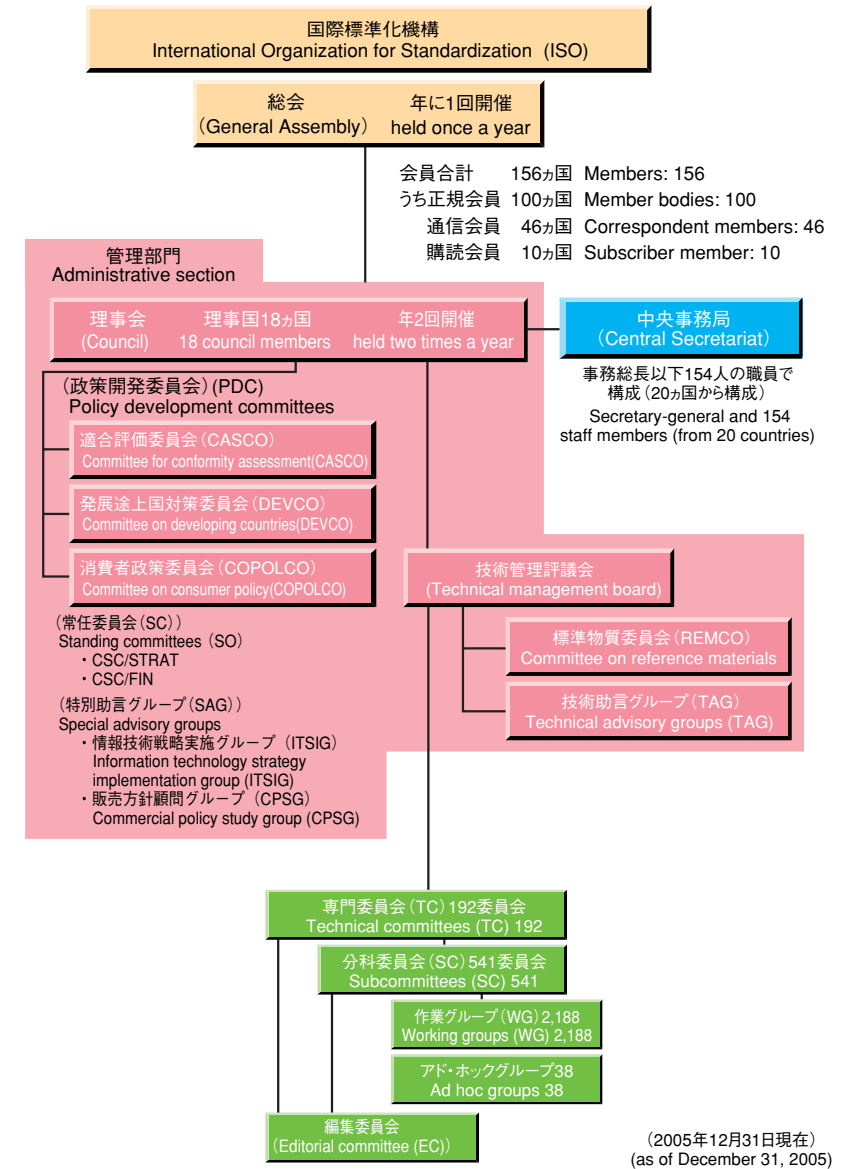 国際標準化機構
International Organization for Standardization (ISO)
総会 年に1回開催
(General Assembly) held once a year
会員合計 156ヵ国 Members: 156
うち正規会員 100ヵ国 Member bodies: 100
通信会員 46ヵ国 Correspondent members: 46
購読会員 10ヵ国 Subscriber member: 10
管理部門
Administrative section
理事会 理事国18ヵ国 年2回開催
(Council) 18 council members held two times a year
中央事務局
(Central Secretariat)
事務総長以下154人の職員で
構成(20ヵ国から構成)
Secretary-general and 154
staff members (from 20 countries)
(政策開発委員会)(PDC)
Policy development committees
適合評価委員会(CASCO)
Committee for conformity assessment(CASCO)
発展途上国対策委員会(DEVCO)
Committee on developing countries(DEVCO)
消費者政策委員会(COPOLCO)
Committee on consumer policy(COPOLCO)
技術管理評議会
(Technical management board)
標準物質委員会(REMCO)
Committee on reference materials
技術助言グループ(TAG)
Technical advisory groups (TAG)
(常任委員会(SC))
Standing committees (SO)
・CSC/STRAT
・CSC/FIN
(特別助言グループ(SAG))
Special advisory groups
・情報技術戦略実施グループ(ITSIG)
Information technology strategy
implementation group (ITSIG)
・販売方針顧問グループ(CPSG)
Commercial policy study group (CPSG)
専門委員会(TC)192委員会
Technical committees (TC) 192
分科委員会(SC)541委員会
Subcommittees (SC) 541
作業グループ(WG)2,188
Working groups (WG) 2,188
アド・ホックグループ38
Ad hoc groups 38
編集委員会
(Editorial committee (EC))
(2005年12月31日現在)
(as of December 31, 2005)